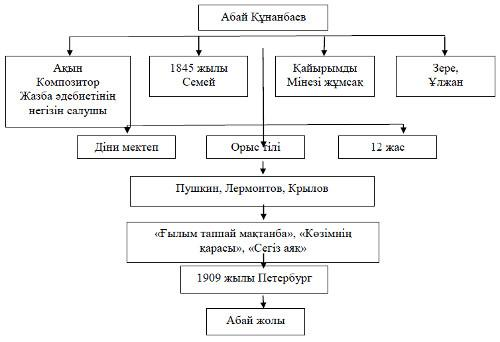 Абай Құнанбаев
Ақын
Композитор
Жазба әдебиетінің
негізін салушы
1845 жылы
Семей
Қайырымды
Мінезі жұмсақ
Зере,
Ұлжан
Діни мектеп
Орыс тілі
12 жас
Пушкин, Лермонтов, Крылов
«Ғылым таппай мақтанба», «Көзімнің
қарасы», «Сегіз аяқ»
1909 жылы Петербург
Абай жолы